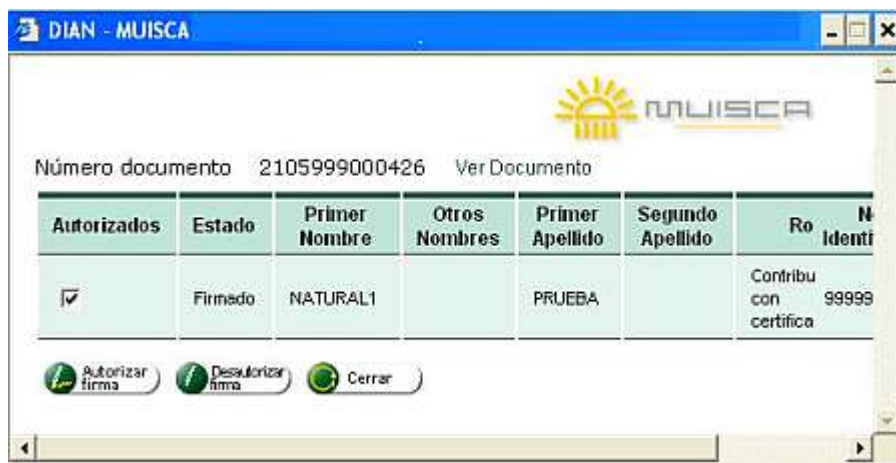 DIAN - MUISCA
MUISCA
Número documento 2105999000426 Ver Documento
Autorizados Estado Primer Nombre Otros Nombres Primer Apellido Segundo Apellido
Firmado NATURAL1 PRUEBA Contribu con certifica 99999
Autorizar firma Desautorizar firma Cerrar